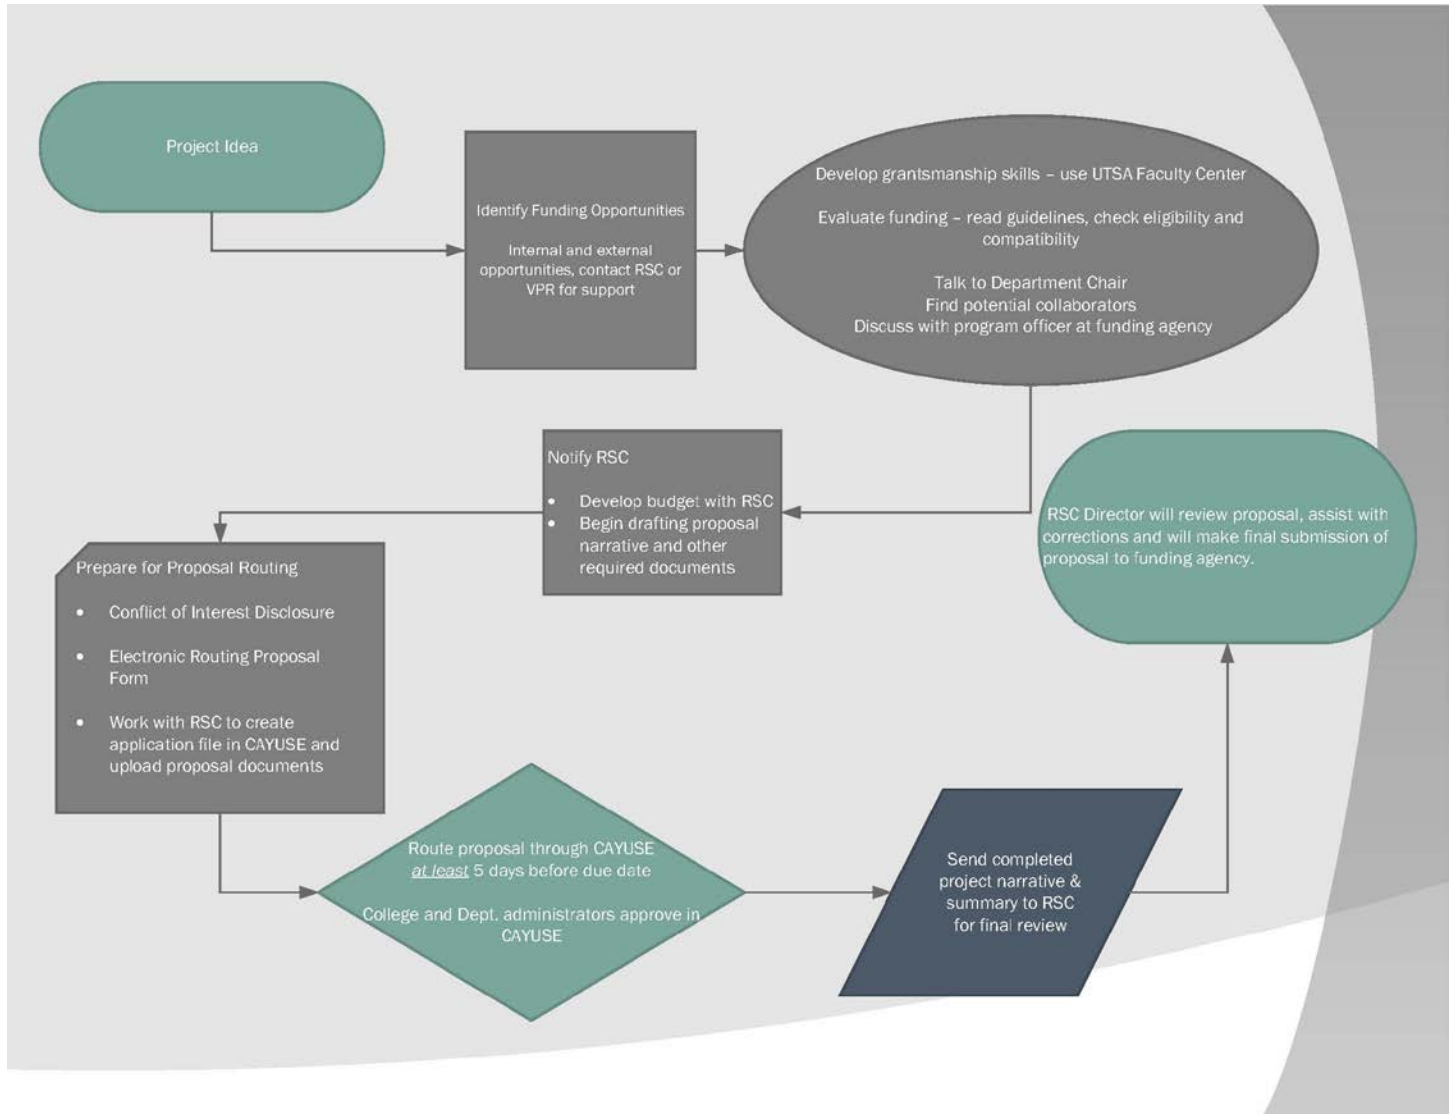 Project Idea
Identify Funding Opportunities
Internal and external
opportunities, contact RSC or
VPR for support
Develop grantsmanship skills – use UTSA Faculty Center
Evaluate funding – read guidelines, check eligibility and
compatibility
Talk to Department Chair
Find potential collaborators
Discuss with program officer at funding agency
Notify RSC
• Develop budget with RSC
• Begin drafting proposal
narrative and other
required documents
Prepare for Proposal Routing
• Conflict of Interest Disclosure
• Electronic Routing Proposal
Form
• Work with RSC to create
application file in CAYUSE and
upload proposal documents
Route proposal through CAYUSE
at least 5 days before due date
College and Dept. administrators approve in
CAYUSE
Send completed
project narrative &
summary to RSC
for final review
RSC Director will review proposal, assist with
corrections and will make final submission of
proposal to funding agency.